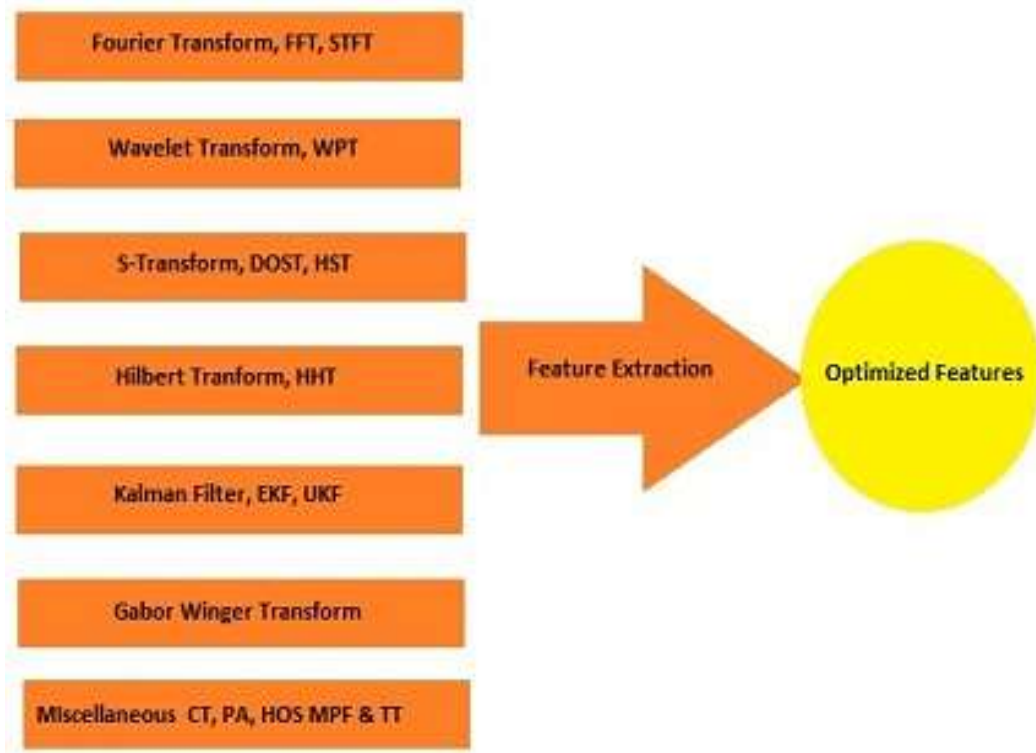 Fourier Transform, FFT, STFT
Wavelet Transform, WPT
S-Transform, DOST, HST
Hilbert Tranform, HHT
Kalman Filter, EKF, UKF
Gabor Winger Transform
MIscellaneous CT, PA, HOS MPF & TT
Feature Extraction
Optimized Features